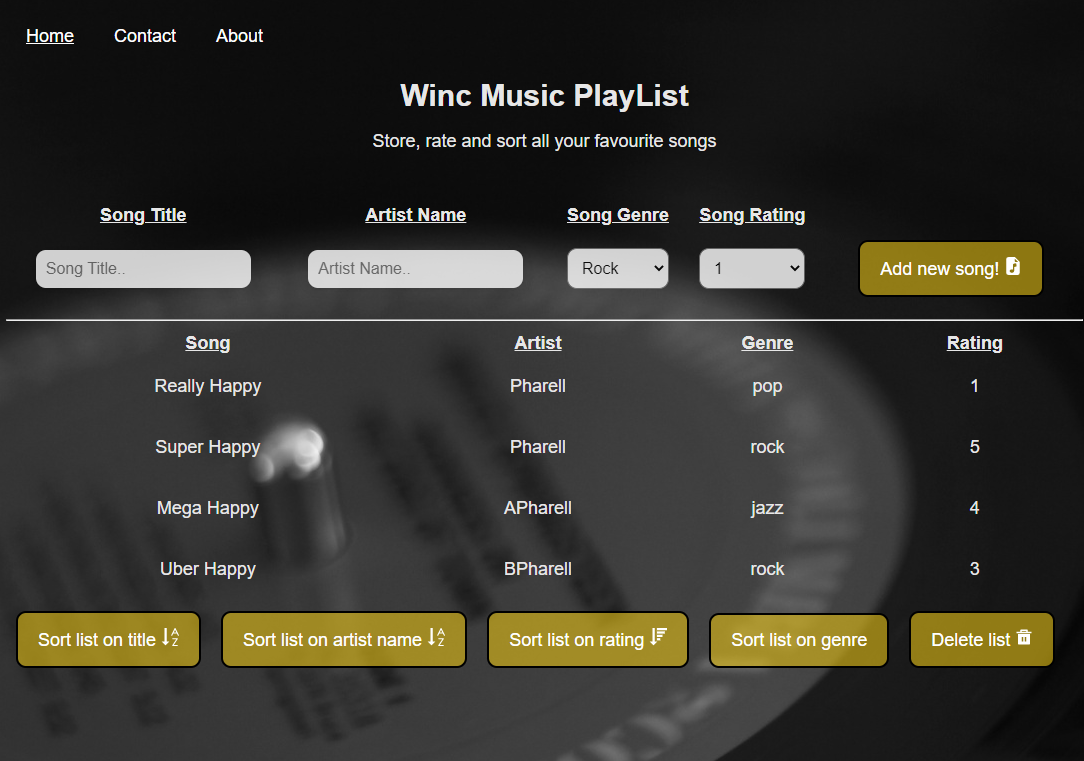 Home Contact About
Winc Music PlayList
Store, rate and sort all your favourite songs
Song Title Artist Name Song Genre Song Rating
Song Title.. Artist Name.. Rock 1 Add new song!
Song Artist Genre Rating
Really Happy Pharell pop 1
Super Happy Pharell rock 5
Mega Happy APharell jazz 4
Uber Happy BPharell rock 3
Sort list on title Sort list on artist name Sort list on rating Sort list on genre Delete list